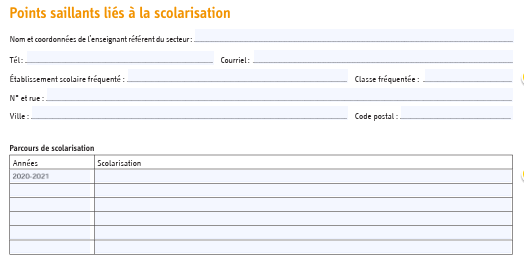 Points saillants liés à la scolarisation
Nom et coordonnées de l'enseignant référent du secteur :
Tél : Courriel :
Établissement scolaire fréquenté : Classe fréquentée :
N° et rue :
Ville : Code postal :
Parcours de scolarisation
Années Scolarisation
2020-2021